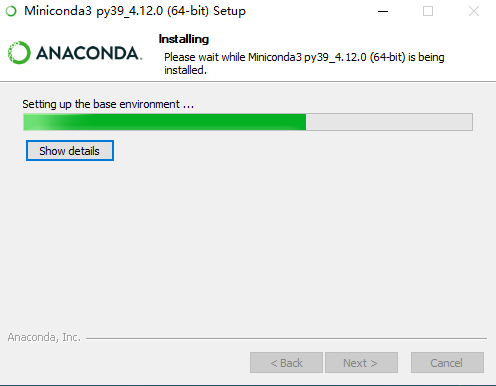 Miniconda3 py39_4.12.0 (64-bit) Setup
ANACONDA.
Installing
Please wait while Miniconda3 py39_4.12.0 (64-bit) is being
installed.
Setting up the base environment ...
Show details
Anaconda, Inc.
< Back
Next >
Cancel